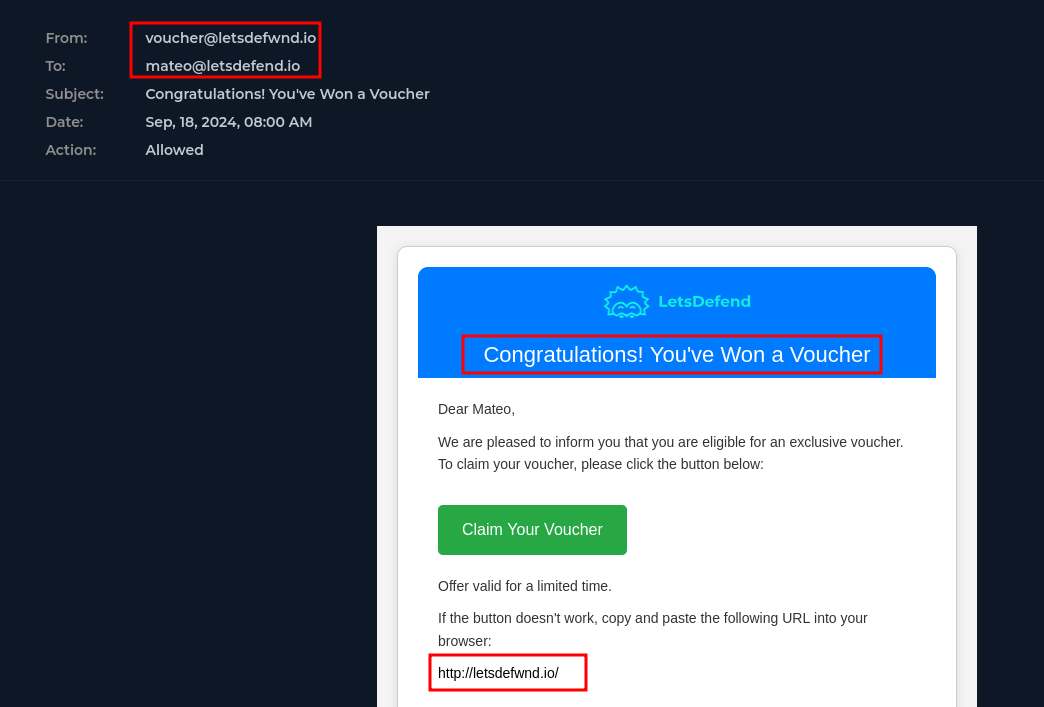 From: voucher@letsdefwnd.io
To: mateo@letsdefend.io
Subject: Congratulations! You've Won a Voucher
Date: Sep, 18, 2024, 08:00 AM
Action: Allowed
LetsDefend
Congratulations! You've Won a Voucher
Dear Mateo,
We are pleased to inform you that you are eligible for an exclusive voucher.
To claim your voucher, please click the button below:
Claim Your Voucher
Offer valid for a limited time.
If the button doesn't work, copy and paste the following URL into your
browser:
http://letsdefwnd.io/